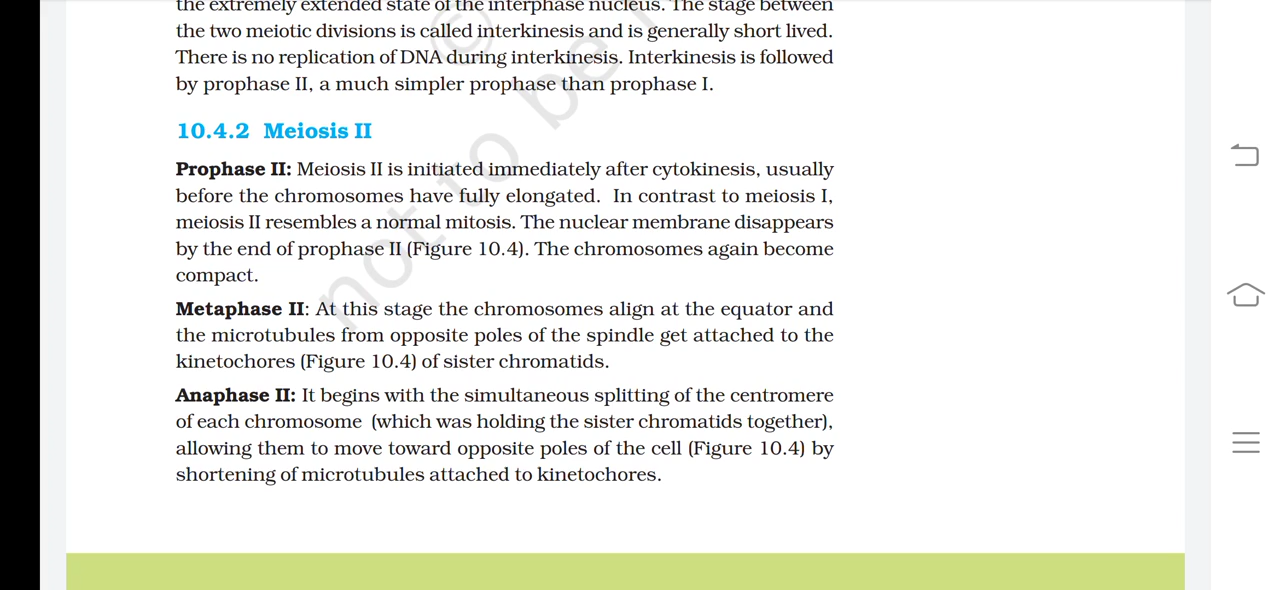 the extremely extended state of the interphase nucleus. The stage between
the two meiotic divisions is called interkinesis and is generally short lived.
There is no replication of DNA during interkinesis. Interkinesis is followed
by prophase II, a much simpler prophase than prophase I.
10.4.2 Meiosis II
Prophase II: Meiosis II is initiated immediately after cytokinesis, usually
before the chromosomes have fully elongated. In contrast to meiosis I,
meiosis II resembles a normal mitosis. The nuclear membrane disappears
by the end of prophase II (Figure 10.4). The chromosomes again become
compact.
Metaphase II: At this stage the chromosomes align at the equator and
the microtubules from opposite poles of the spindle get attached to the
kinetochores (Figure 10.4) of sister chromatids.
Anaphase II: It begins with the simultaneous splitting of the centromere
of each chromosome (which was holding the sister chromatids together),
allowing them to move toward opposite poles of the cell (Figure 10.4) by
shortening of microtubules attached to kinetochores.
©
not to be